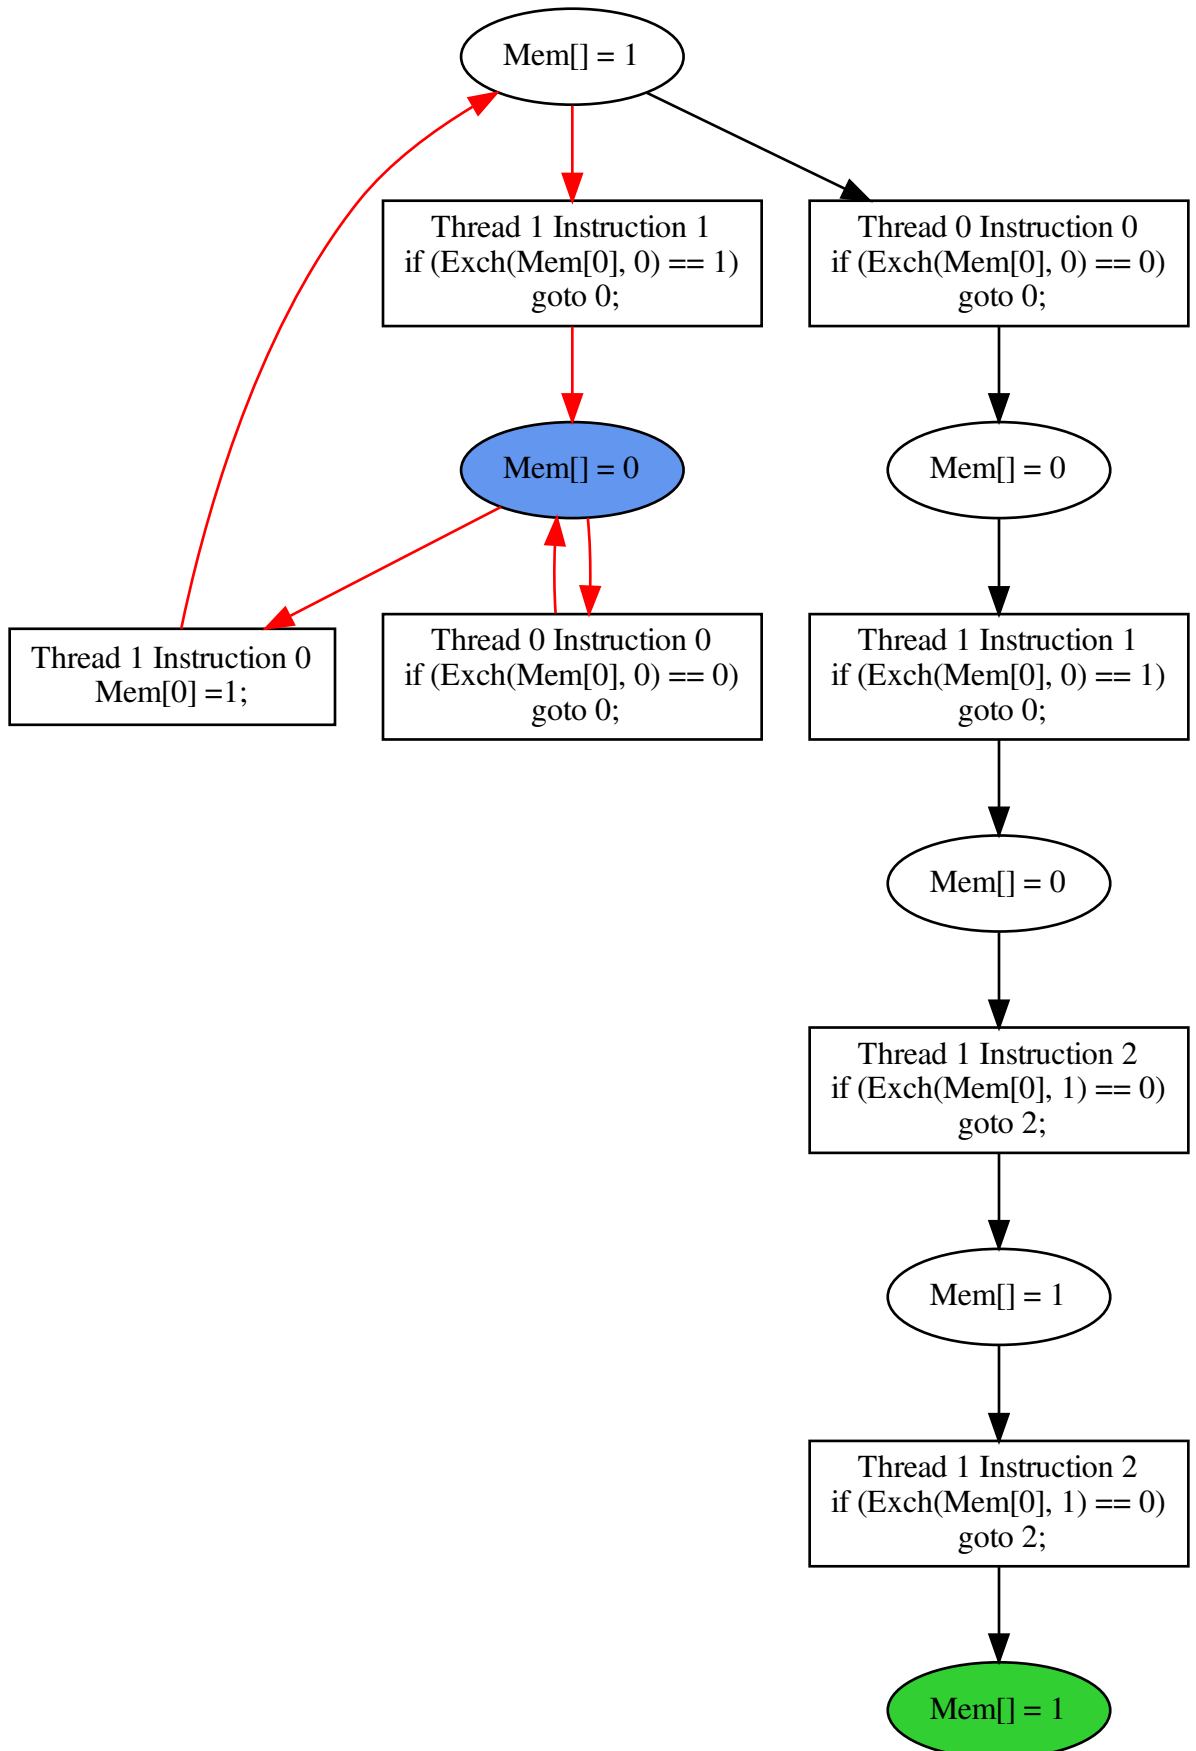 Mem[] = 1
Thread 1 Instruction 1
if (Exch(Mem[0], 0) == 1)
goto 0;
Thread 0 Instruction 0
if (Exch(Mem[0], 0) == 0)
goto 0;
Mem[] = 0
Mem[] = 0
Thread 1 Instruction 0
Mem[0] =1;
Thread 0 Instruction 0
if (Exch(Mem[0], 0) == 0)
goto 0;
Thread 1 Instruction 1
if (Exch(Mem[0], 0) == 1)
goto 0;
Mem[] = 0
Thread 1 Instruction 2
if (Exch(Mem[0], 1) == 0)
goto 2;
Mem[] = 1
Thread 1 Instruction 2
if (Exch(Mem[0], 1) == 0)
goto 2;
Mem[] = 1